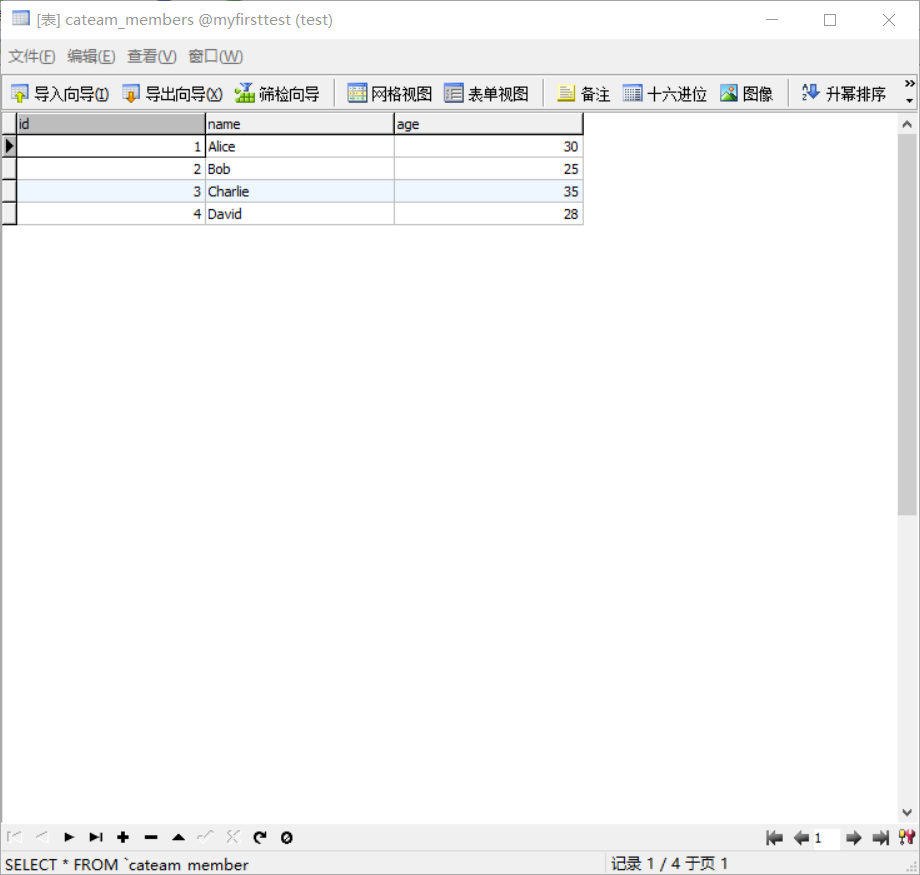 [表] cateam_members @myfirsttest (test)
文件(F) 编辑(E) 查看(V) 窗口(W)
导入向导(I) 导出向导(X) 筛检向导 网格视图 表单视图 备注 十六进位 图像 升幂排序
id name age
1 Alice 30
2 Bob 25
3 Charlie 35
4 David 28
1
SELECT * FROM `cateam_member 记录 1 / 4 于页 1